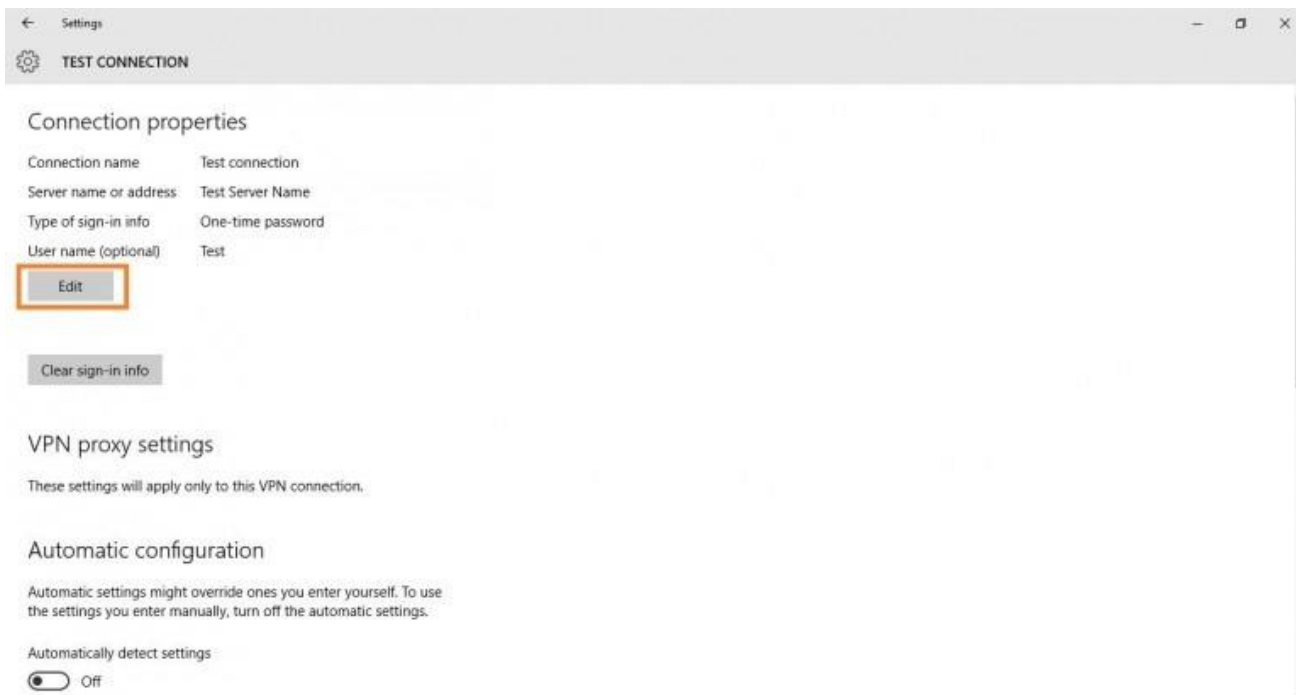 Settings
TEST CONNECTION
Connection properties
Connection name Test connection
Server name or address Test Server Name
Type of sign-in info One-time password
User name (optional) Test
Edit
Clear sign-in info
VPN proxy settings
These settings will apply only to this VPN connection.
Automatic configuration
Automatic settings might override ones you enter yourself. To use
the settings you enter manually, turn off the automatic settings.
Automatically detect settings
Off